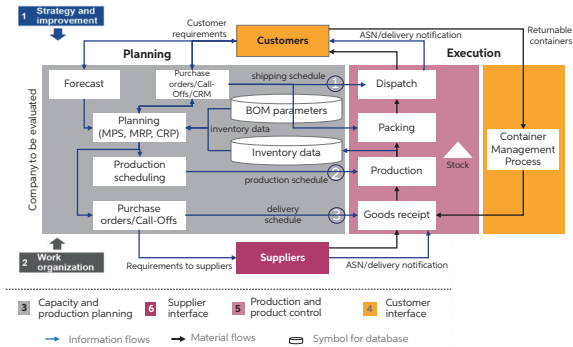 1
Strategy and
improvement
Customer
requirements
Customers
ASN/delivery notification
Returnable
containers
Planning
Execution
Company to be evaluated
Forecast
Purchase
orders/Call-
Offs/CRM
shipping schedule
1
Dispatch
BOM parameters
Planning
(MPS, MRP, CRP)
inventory data
Packing
Inventory data
Container
Management
Process
Stock
Production
scheduling
production schedule
2
Production
Purchase
orders/Call-Offs
delivery
schedule
3
Goods receipt
2
Work
organization
Requirements to suppliers
Suppliers
ASN/delivery notification
3
Capacity and
production planning
6
Supplier
interface
5
Production and
product control
4
Customer
interface
Information flows
Material flows
Symbol for database